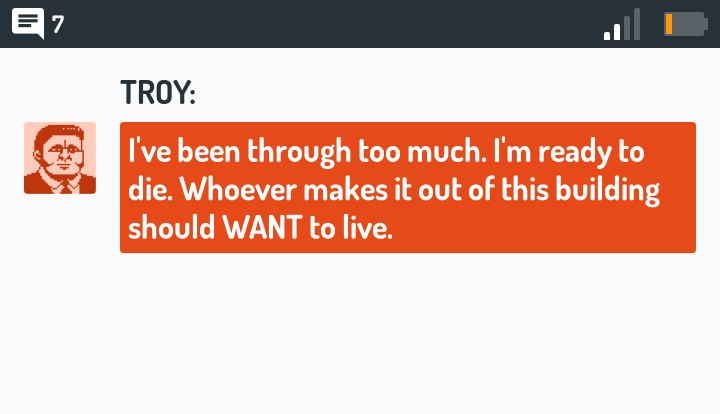 7
TROY:
I've been through too much. I'm ready to
die. Whoever makes it out of this building
should WANT to live.